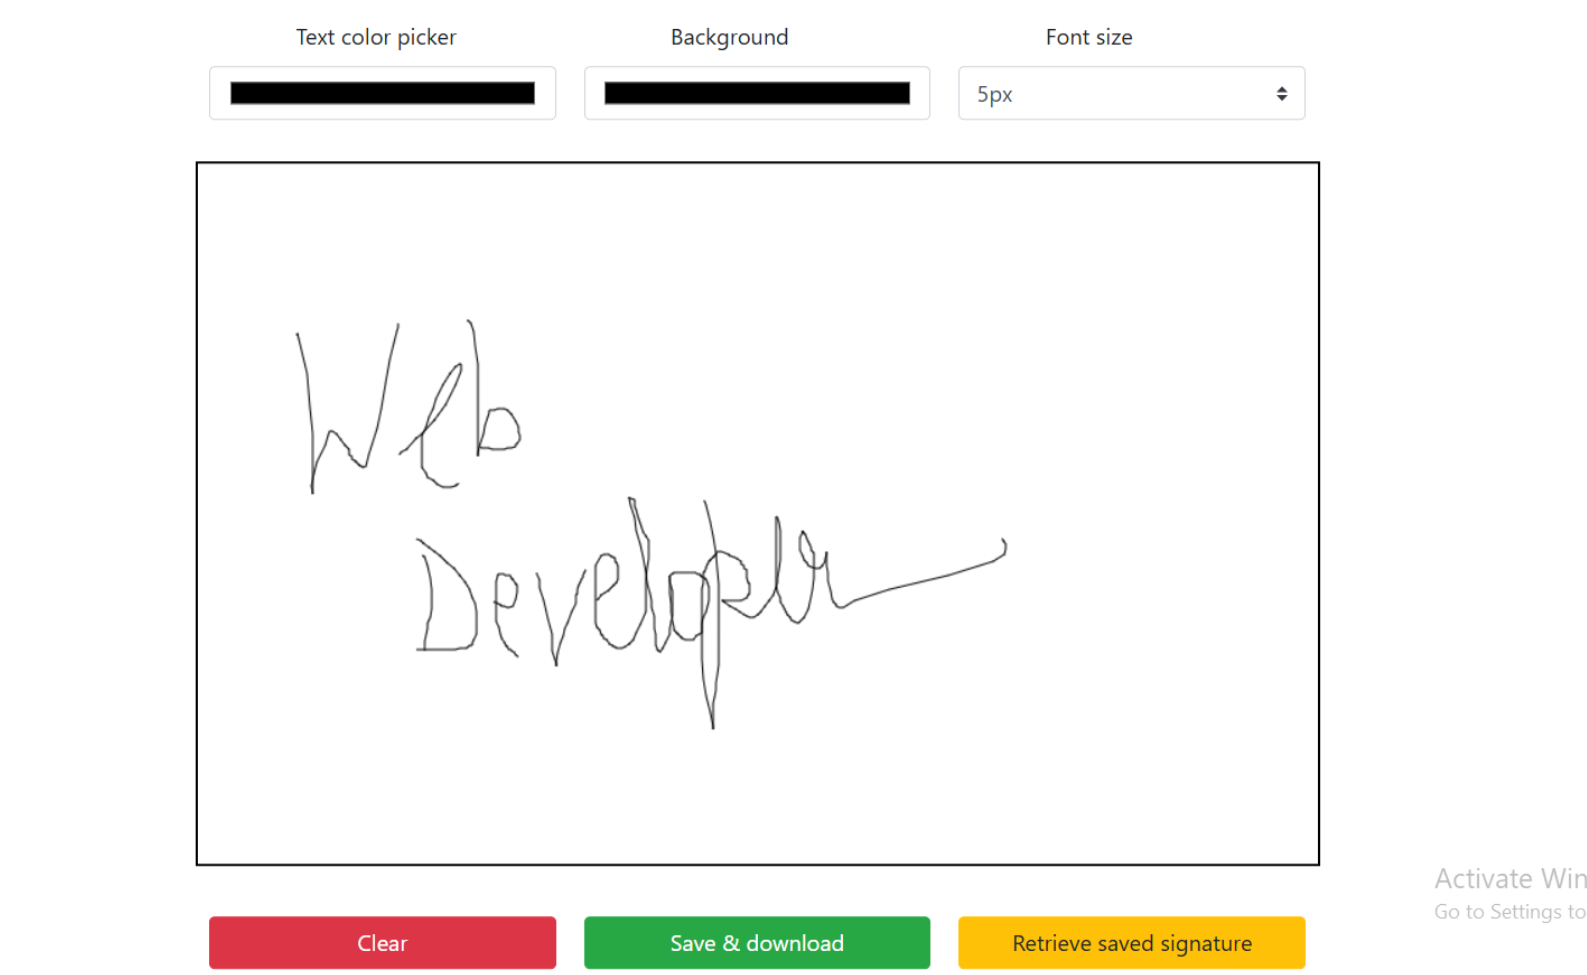 Text color picker Background Font size
5px
Web
Developer
Activate Win
Go to Settings to
Clear Save & download Retrieve saved signature